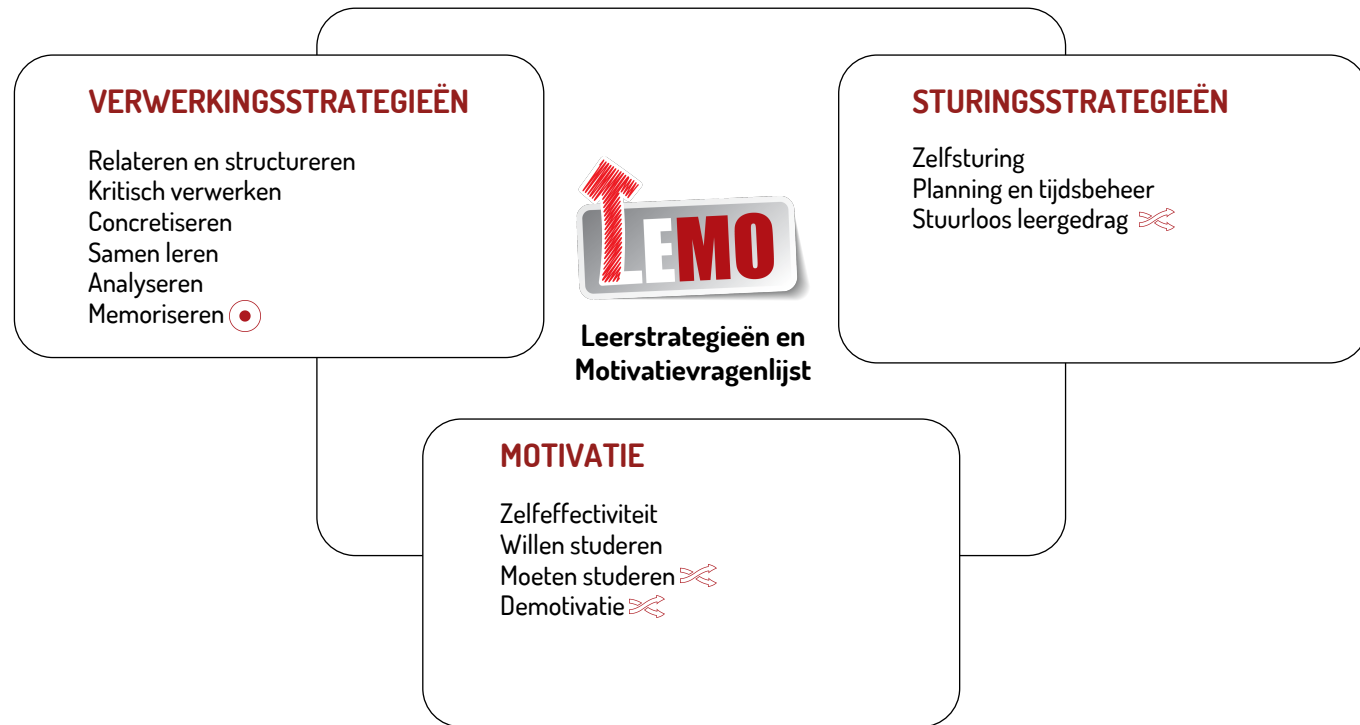 VERWERKINGSSTRATEGIEËN
Relateren en structureren
Kritisch verwerken
Concretiseren
Samen leren
Analyseren
Memoriseren
LEMO
Leerstrategieën en
Motivatievragenlijst
STURINGSSTRATEGIEËN
Zelfsturing
Planning en tijdsbeheer
Stuurloos leergedrag
MOTIVATIE
Zelfeffectiviteit
Willen studeren
Moeten studeren
Demotivatie